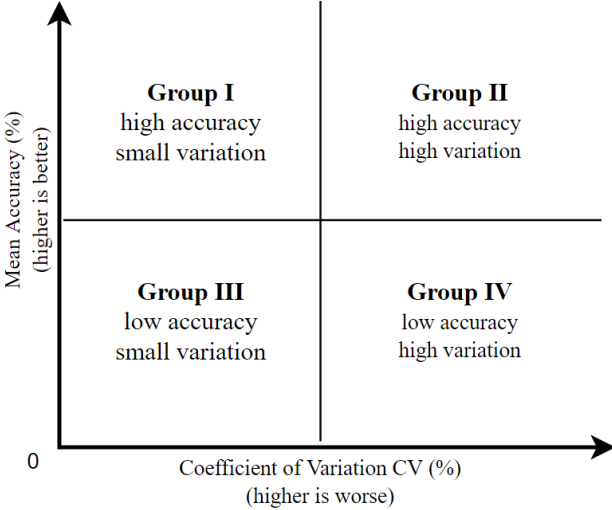 Mean Accuracy (%)
(higher is better)
Group I
high accuracy
small variation
Group II
high accuracy
high variation
Group III
low accuracy
small variation
Group IV
low accuracy
high variation
0
Coefficient of Variation CV (%)
(higher is worse)